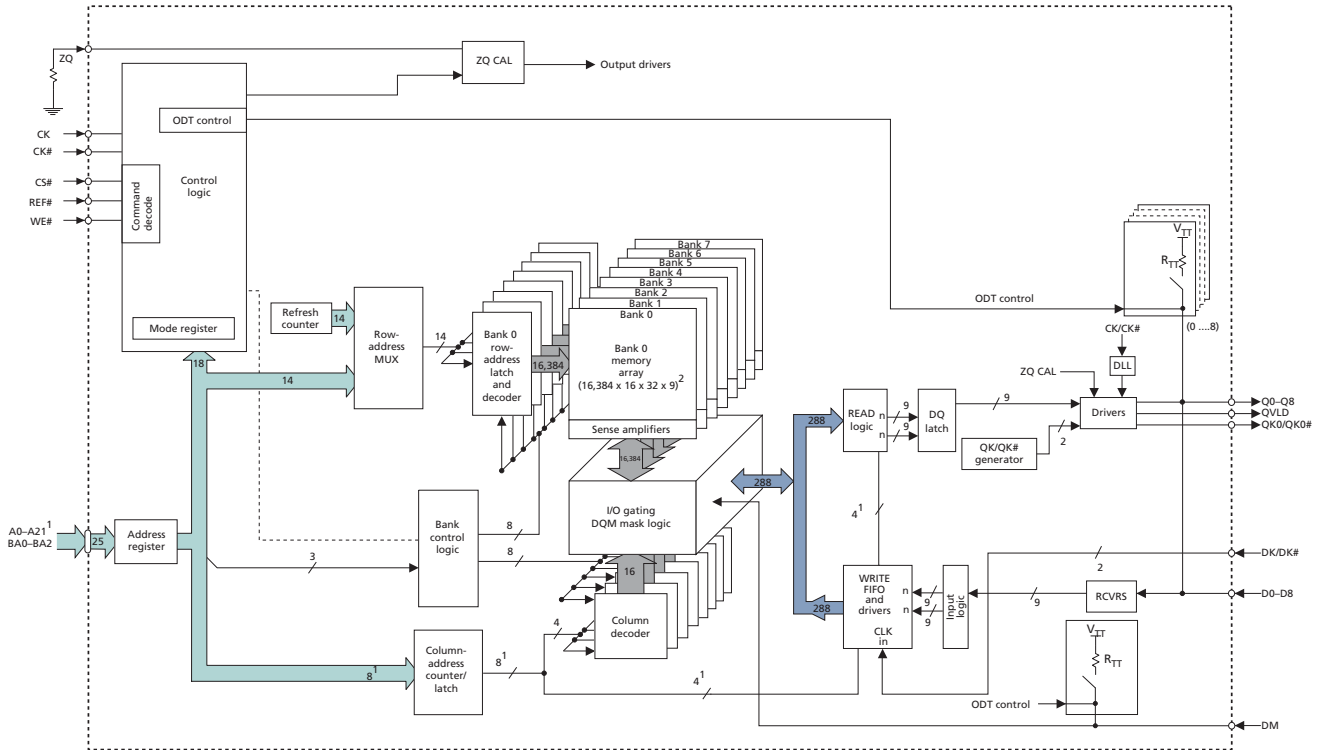 ZQ
ZQ CAL
Output drivers
ODT control
CK
CK#
CS#
REF#
WE#
Command
decode
Control
logic
Mode register
18
VTT
RTT
ODT control
(0 ....8)
CK/CK#
DLL
ZQ CAL
Drivers
Q0–Q8
QVLD
QK0/QK0#
Refresh
counter
14
Row-
address
MUX
14
14
Bank 0
row-
address
latch
and
decoder
16,384
Bank 7
Bank 6
Bank 5
Bank 4
Bank 3
Bank 2
Bank 1
Bank 0
Bank 0
memory
array
(16,384 x 16 x 32 x 9)2
Sense amplifiers
16,384
READ
logic
n
n
9
9
DQ
latch
9
QK/QK#
generator
2
288
288
288
I/O gating
DQM mask logic
41
A0–A211
BA0–BA2
25
Address
register
3
Bank
control
logic
8
8
16
Column
decoder
4
WRITE
FIFO
and
drivers
n
n
CLK
in
9
9
Input
logic
9
RCVRS
2
DK/DK#
D0–D8
81
Column-
address
counter/
latch
81
41
VTT
RTT
ODT control
DM